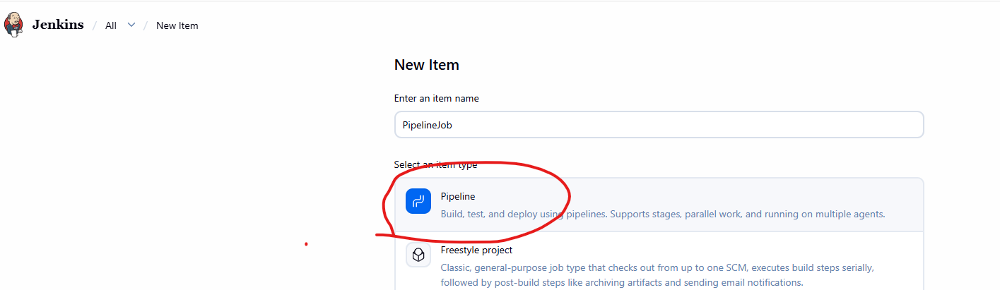 Jenkins / All / New Item
New Item
Enter an item name
PipelineJob
Select an item type
Pipeline
Build, test, and deploy using pipelines. Supports stages, parallel work, and running on multiple agents.
Freestyle project
Classic, general-purpose job type that checks out from up to one SCM, executes build steps serially,
followed by post-build steps like archiving artifacts and sending email notifications.